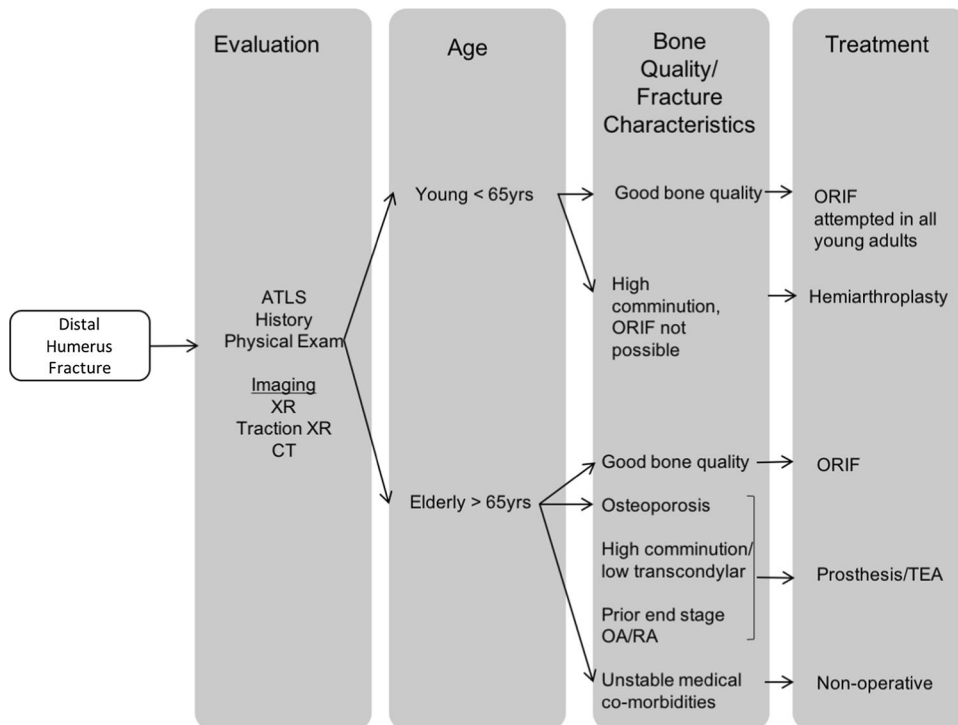 Evaluation
Age
Bone
Quality/
Fracture
Characteristics
Treatment
Young < 65yrs
Good bone quality
ORIF
attempted in all
young adults
High
comminution,
ORIF not
possible
Hemiarthroplasty
Distal
Humerus
Fracture
ATLS
History
Physical Exam
Imaging
XR
Traction XR
CT
Elderly > 65yrs
Good bone quality
ORIF
Osteoporosis
High comminution/
low transcondylar
Prior end stage
OA/RA
Prosthesis/TEA
Unstable medical
co-morbidities
Non-operative